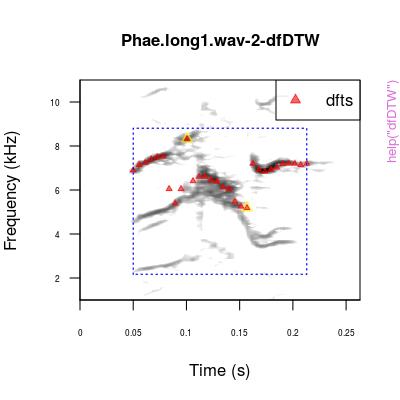 Phae.long1.wav-2-dfDTW
dfts
help("dfDTW")
Frequency (kHz)
10
8
6
4
2
0 0.05 0.1 0.15 0.2 0.25
Time (s)